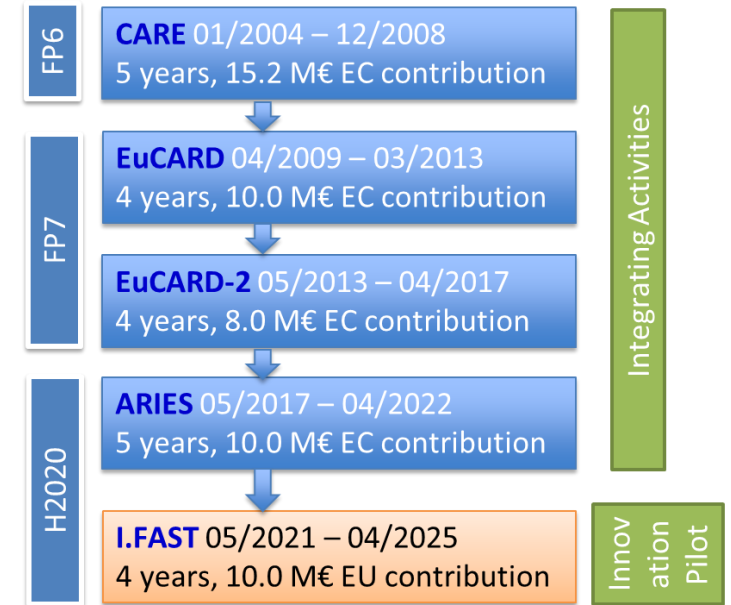 FP6
CARE 01/2004 – 12/2008
5 years, 15.2 M€ EC contribution
FP7
EuCARD 04/2009 – 03/2013
4 years, 10.0 M€ EC contribution
EuCARD-2 05/2013 – 04/2017
4 years, 8.0 M€ EC contribution
Integrating Activities
H2020
ARIES 05/2017 – 04/2022
5 years, 10.0 M€ EC contribution
I.FAST 05/2021 – 04/2025
4 years, 10.0 M€ EU contribution
Innov
ation
Pilot